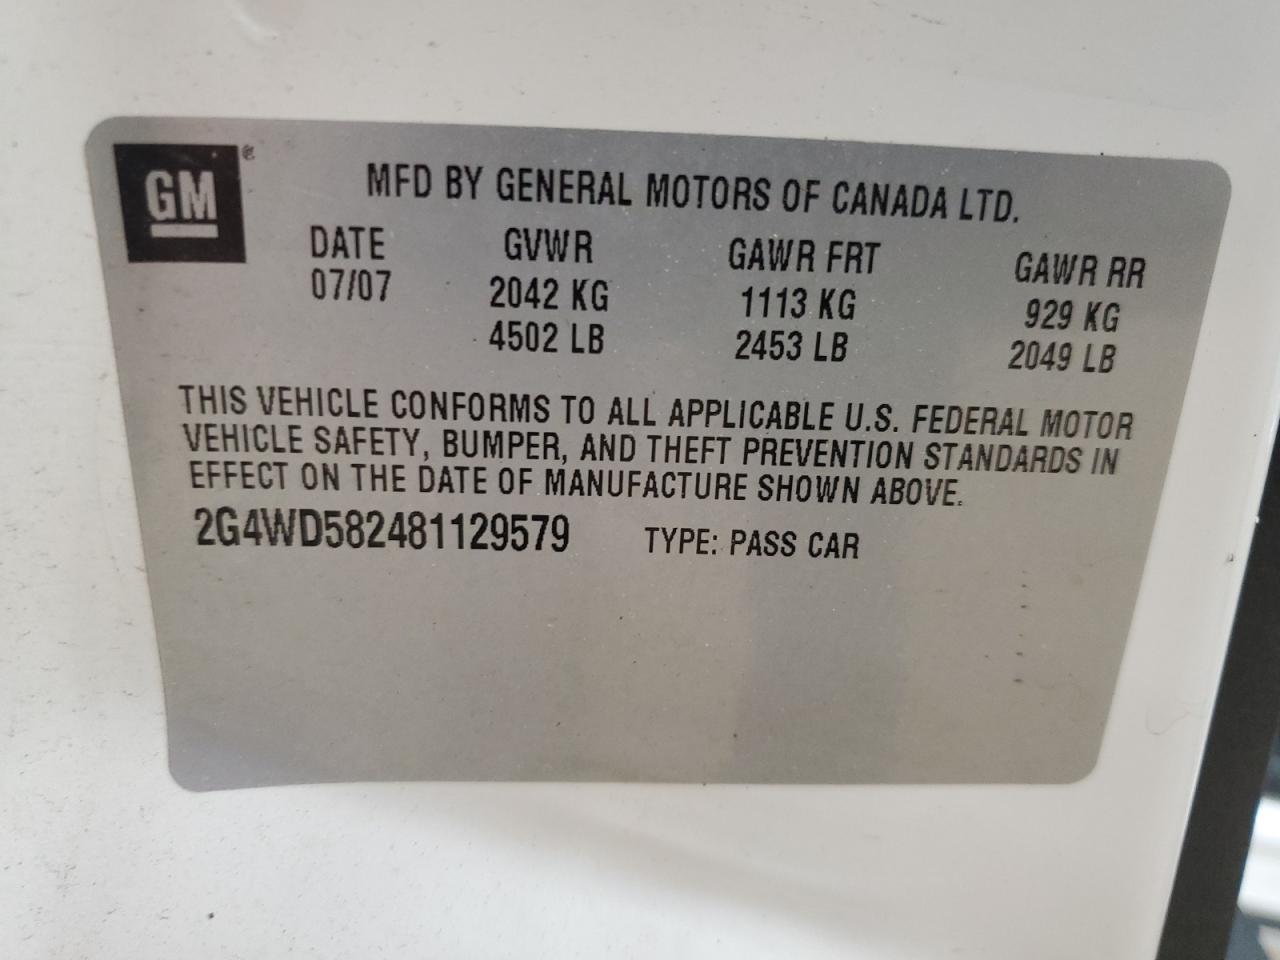 GM ®
MFD BY GENERAL MOTORS OF CANADA LTD.
DATE GVWR GAWR FRT GAWR RR
07/07 2042 KG 1113 KG 929 KG
4502 LB 2453 LB 2049 LB
THIS VEHICLE CONFORMS TO ALL APPLICABLE U.S. FEDERAL MOTOR
VEHICLE SAFETY, BUMPER, AND THEFT PREVENTION STANDARDS IN
EFFECT ON THE DATE OF MANUFACTURE SHOWN ABOVE.
2G4WD582481129579 TYPE: PASS CAR